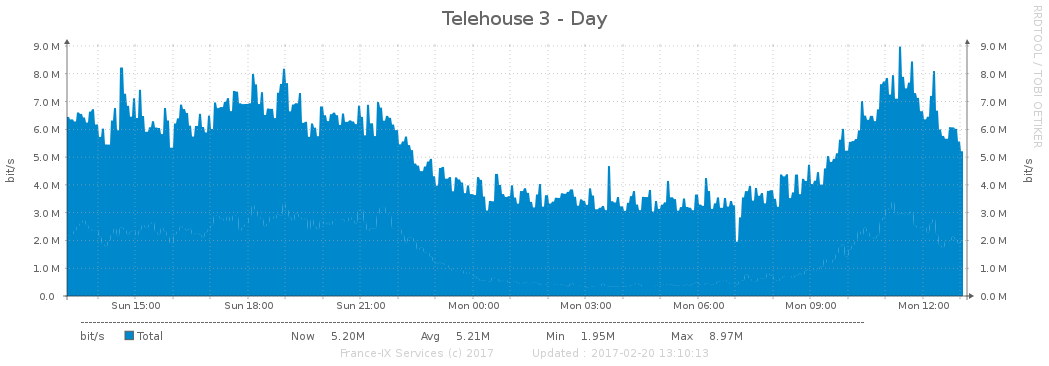 Telehouse 3 - Day
RRDTOOL / TOBI OETIKER
bit/s
9.0 M 9.0 M
8.0 M 8.0 M
7.0 M 7.0 M
6.0 M 6.0 M
5.0 M 5.0 M
4.0 M 4.0 M
3.0 M 3.0 M
2.0 M 2.0 M
1.0 M 1.0 M
0.0 0.0 M
bit/s
Sun 15:00 Sun 18:00 Sun 21:00 Mon 00:00 Mon 03:00 Mon 06:00 Mon 09:00 Mon 12:00
bit/s Total Now 5.20M Avg 5.21M Min 1.95M Max 8.97M
France-IX Services (c) 2017 Updated : 2017-02-20 13:10:13